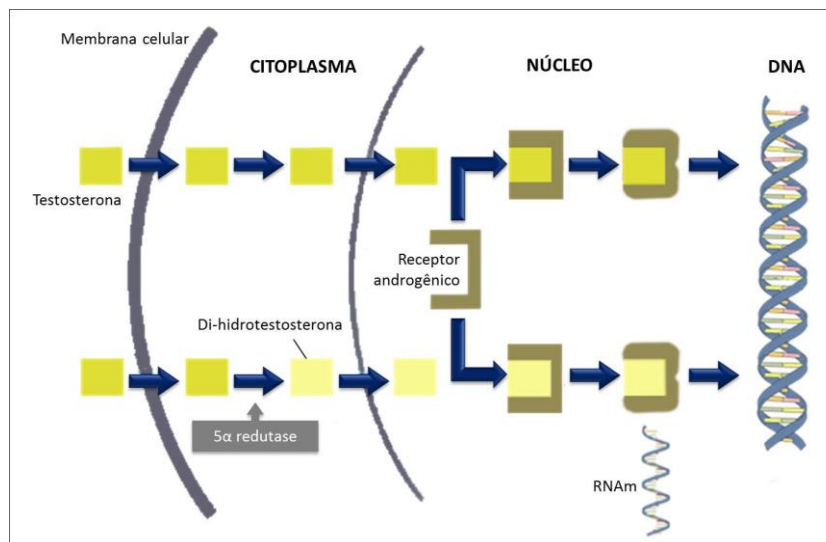 Membrana celular
CITOPLASMA
NÚCLEO
DNA
Testosterona
Receptor
androgênico
Di-hidrotestosterona
5α redutase
RNAm